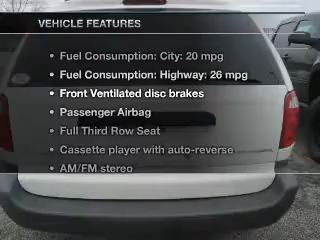 VEHICLE FEATURES
• Fuel Consumption: City: 20 mpg
• Fuel Consumption: Highway: 26 mpg
• Front Ventilated disc brakes
• Passenger Airbag
• Full Third Row Seat
• Cassette player with auto-reverse
• AM/FM stereo